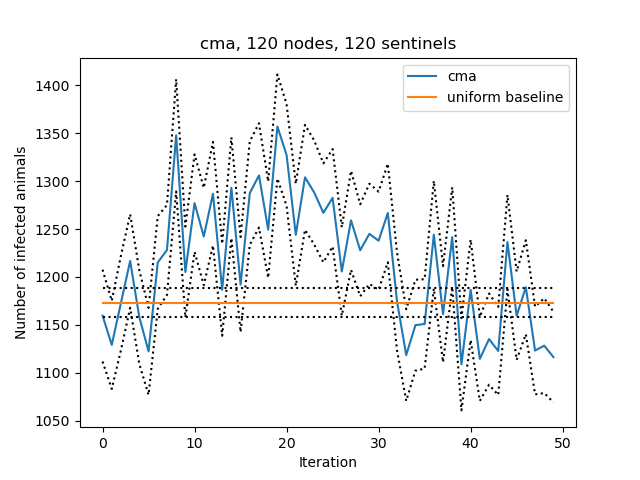 cma, 120 nodes, 120 sentinels
cma
uniform baseline
Number of infected animals
1400
1350
1300
1250
1200
1150
1100
1050
0 10 20 30 40 50
Iteration